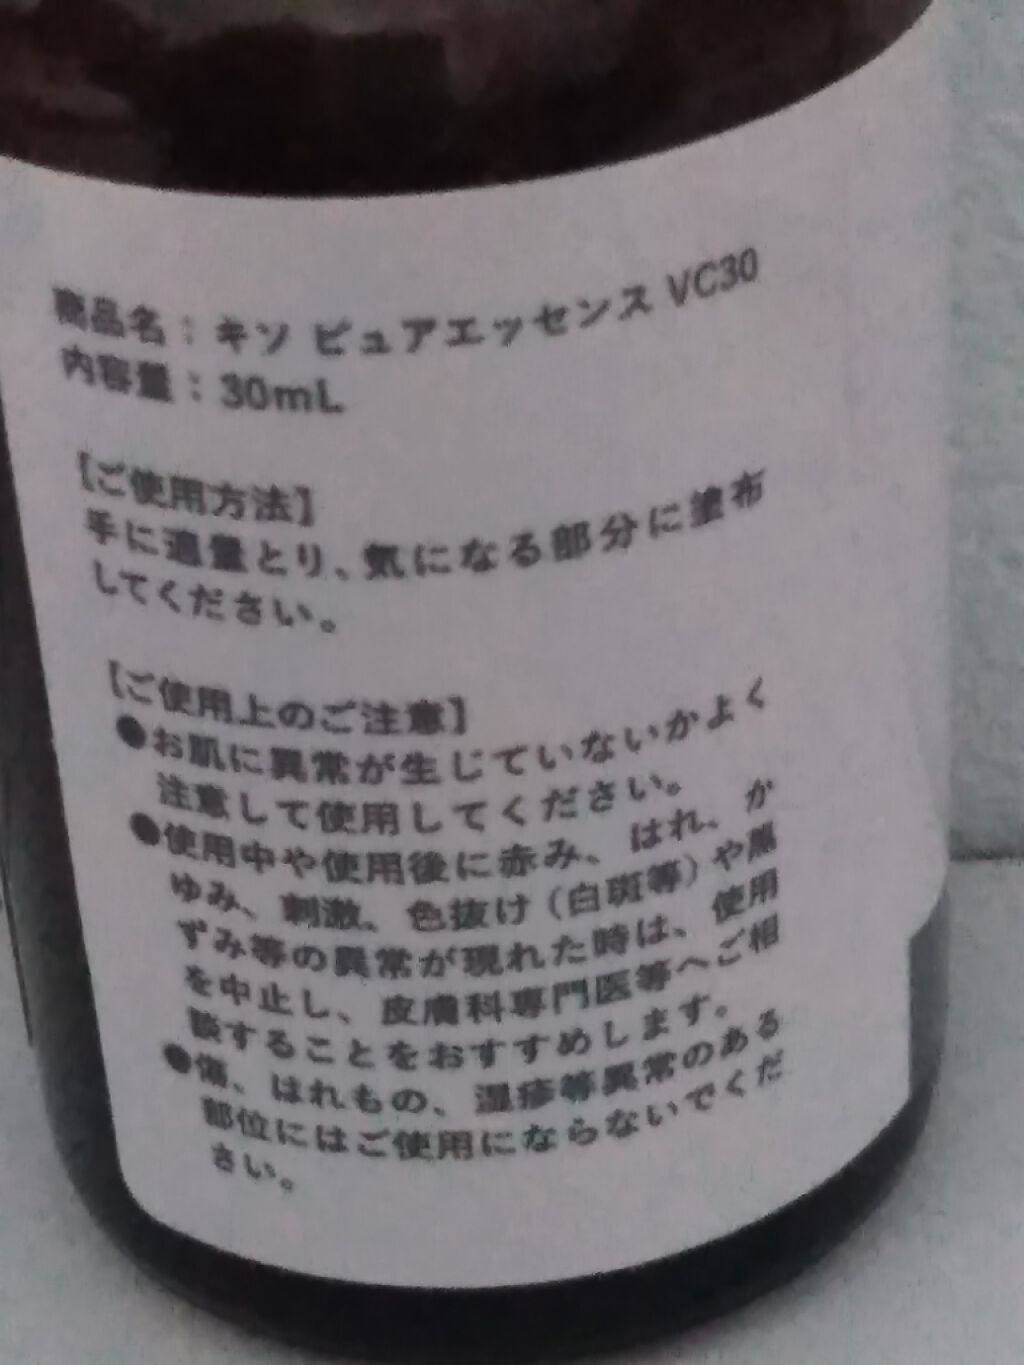 商品名：キソ ピュアエッセンス VC30
内容量：30mL
【ご使用方法】
手に適量とり、気になる部分に塗布
してください。
【ご使用上のご注意】
●お肌に異常が生じていないかよく
注意して使用してください。
●使用中や使用後に赤み、はれ、か
ゆみ、刺激、色抜け（白斑等）や黒
ずみ等の異常が現れた時は、使用
を中止し、皮膚科専門医等へご相
談することをおすすめします。
●傷、はれもの、湿疹等異常のある
部位にはご使用にならないでくだ
さい。